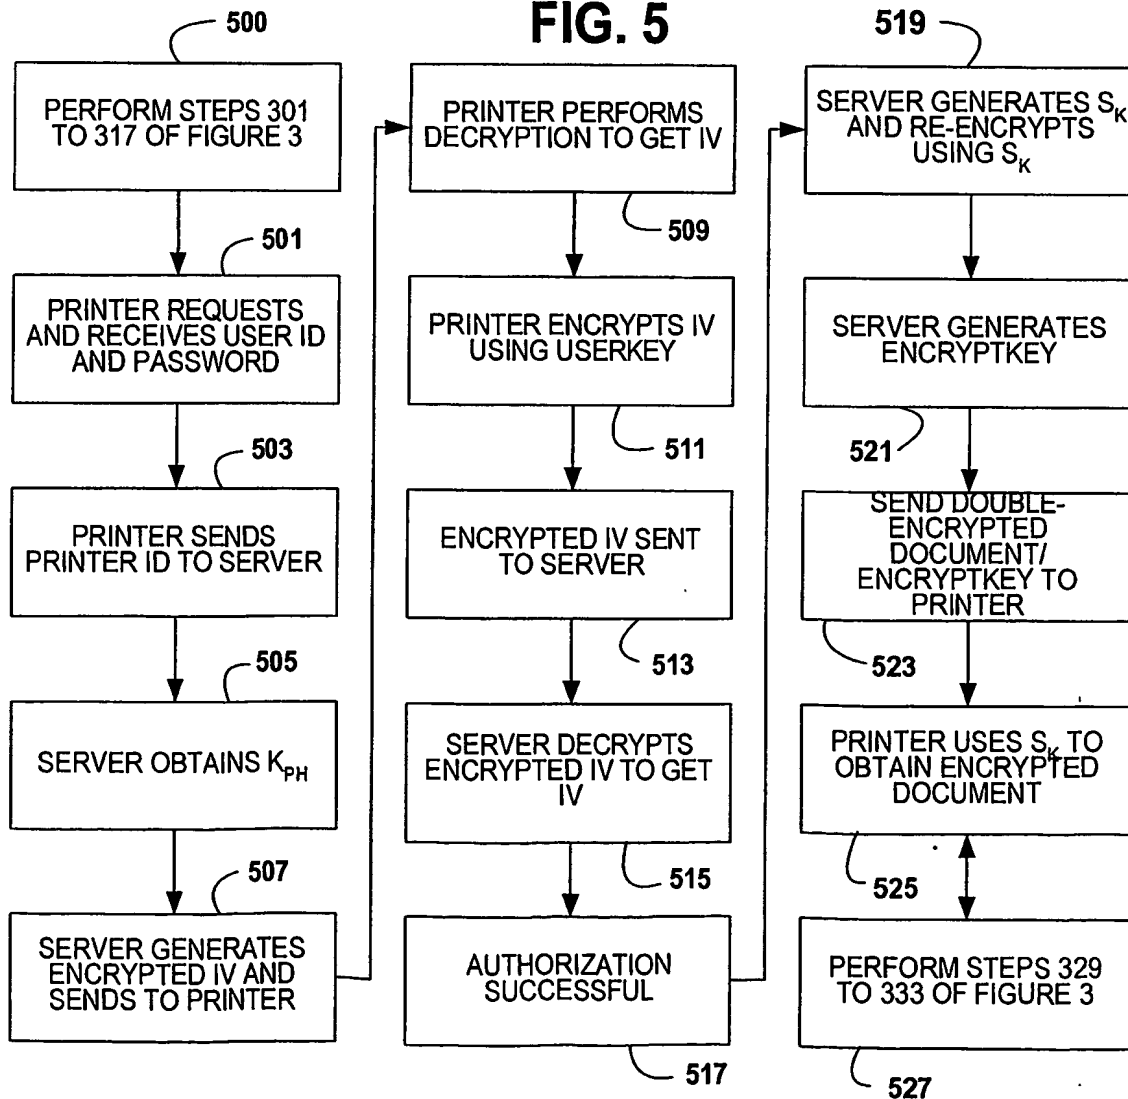 FIG. 5
500
PERFORM STEPS 301
TO 317 OF FIGURE 3
501
PRINTER REQUESTS
AND RECEIVES USER ID
AND PASSWORD
503
PRINTER SENDS
PRINTER ID TO SERVER
505
SERVER OBTAINS K_PH
507
SERVER GENERATES
ENCRYPTED IV AND
SENDS TO PRINTER
PRINTER PERFORMS
DECRYPTION TO GET IV
509
PRINTER ENCRYPTS IV
USING USERKEY
511
ENCRYPTED IV SENT
TO SERVER
513
SERVER DECRYPTS
ENCRYPTED IV TO GET
IV
515
AUTHORIZATION
SUCCESSFUL
517
519
SERVER GENERATES S_K
AND RE-ENCRYPTS
USING S_K
SERVER GENERATES
ENCRYPTKEY
521
SEND DOUBLE-
ENCRYPTED
DOCUMENT/
ENCRYPTKEY TO
PRINTER
523
PRINTER USES S_K TO
OBTAIN ENCRYPTED
DOCUMENT
525
PERFORM STEPS 329
TO 333 OF FIGURE 3
527